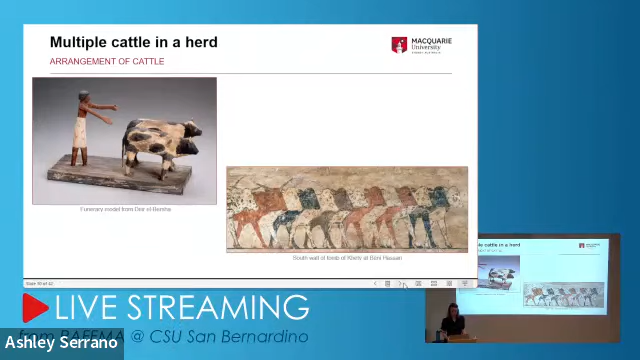 Multiple cattle in a herd
ARRANGEMENT OF CATTLE
MACQUARIE
University
Funerary model from Deir el-Bersha
South wall of tomb of Khety at Beni Hassan
LIVE STREAMING
from RAFFMA @ CSU San Bernardino
Ashley Serrano